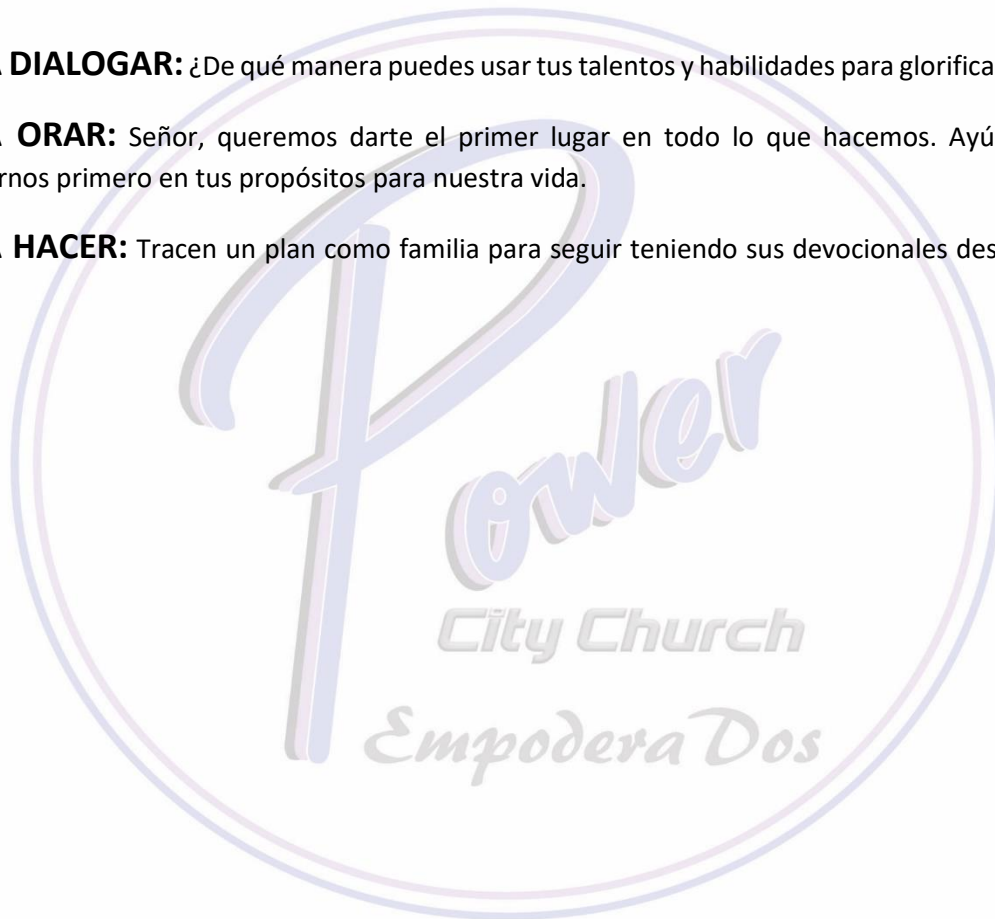 A DIALOGAR: ¿De qué manera puedes usar tus talentos y habilidades para glorifica
A ORAR: Señor, queremos darte el primer lugar en todo lo que hacemos. Ayú
rnos primero en tus propósitos para nuestra vida.
A HACER: Tracen un plan como familia para seguir teniendo sus devocionales des
Power
City Church
EmpoderaDos